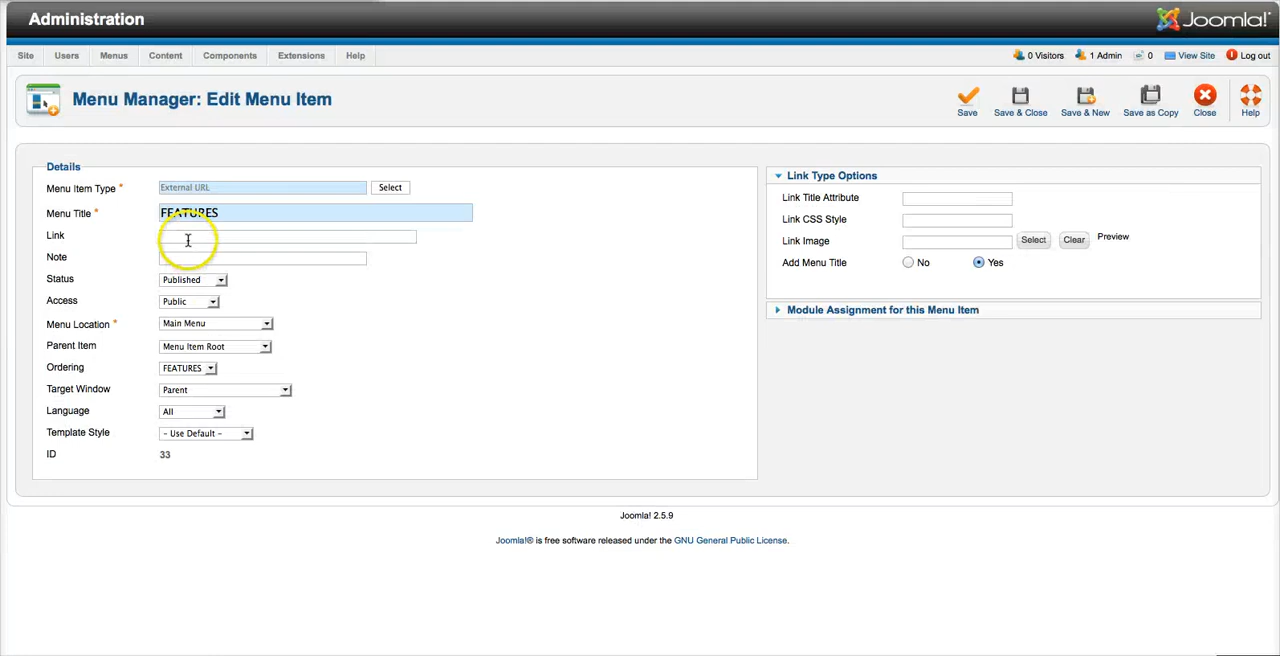 Administration
Joomla!
Site Users Menus Content Components Extensions Help
0 Visitors 1 Admin 0 View Site Log out
Menu Manager: Edit Menu Item
Save Save & Close Save & New Save as Copy Close Help
Details
Menu Item Type * External URL Select
Menu Title * FEATURES
Link
Note
Status Published
Access Public
Menu Location * Main Menu
Parent Item Menu Item Root
Ordering FEATURES
Target Window Parent
Language All
Template Style - Use Default -
ID 33
Link Type Options
Link Title Attribute
Link CSS Style
Link Image Select Clear Preview
Add Menu Title No Yes
Module Assignment for this Menu Item
Joomla! 2.5.9
Joomla!® is free software released under the GNU General Public License.